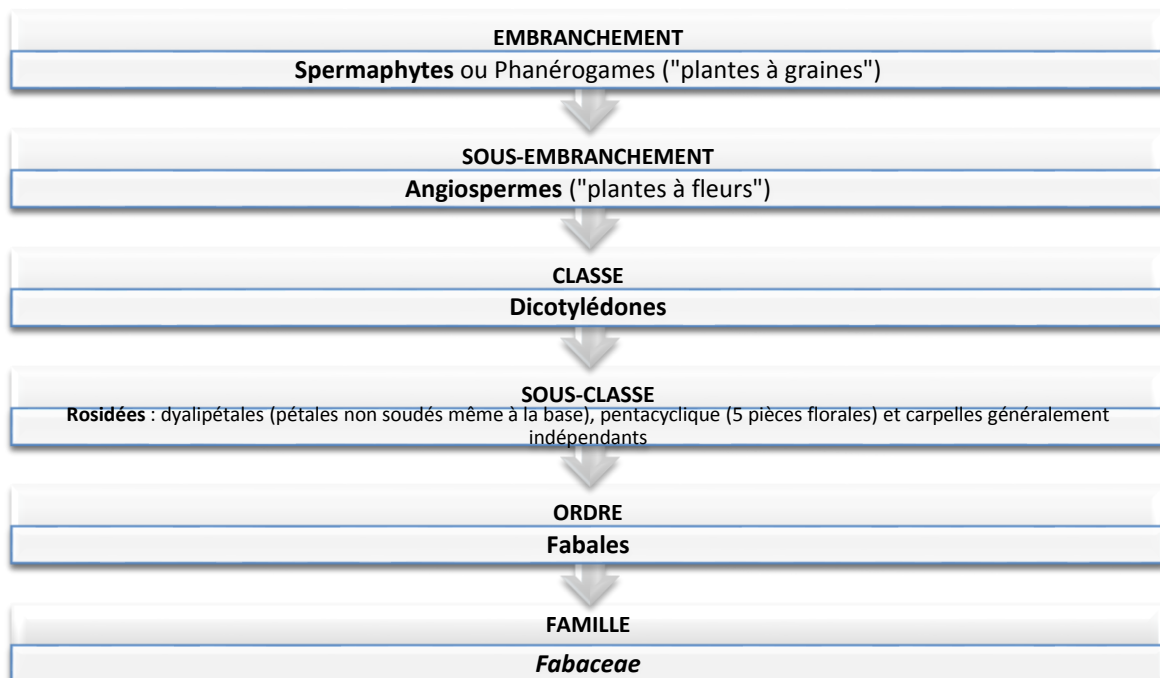 EMBRANCHEMENT
Spermaphytes ou Phanérogames ("plantes à graines")
SOUS-EMBRANCHEMENT
Angiospermes ("plantes à fleurs")
CLASSE
Dicotylédones
SOUS-CLASSE
Rosidées : dyalipétales (pétales non soudés même à la base), pentacyclique (5 pièces florales) et carpelles généralement
indépendants
ORDRE
Fabales
FAMILLE
Fabaceae